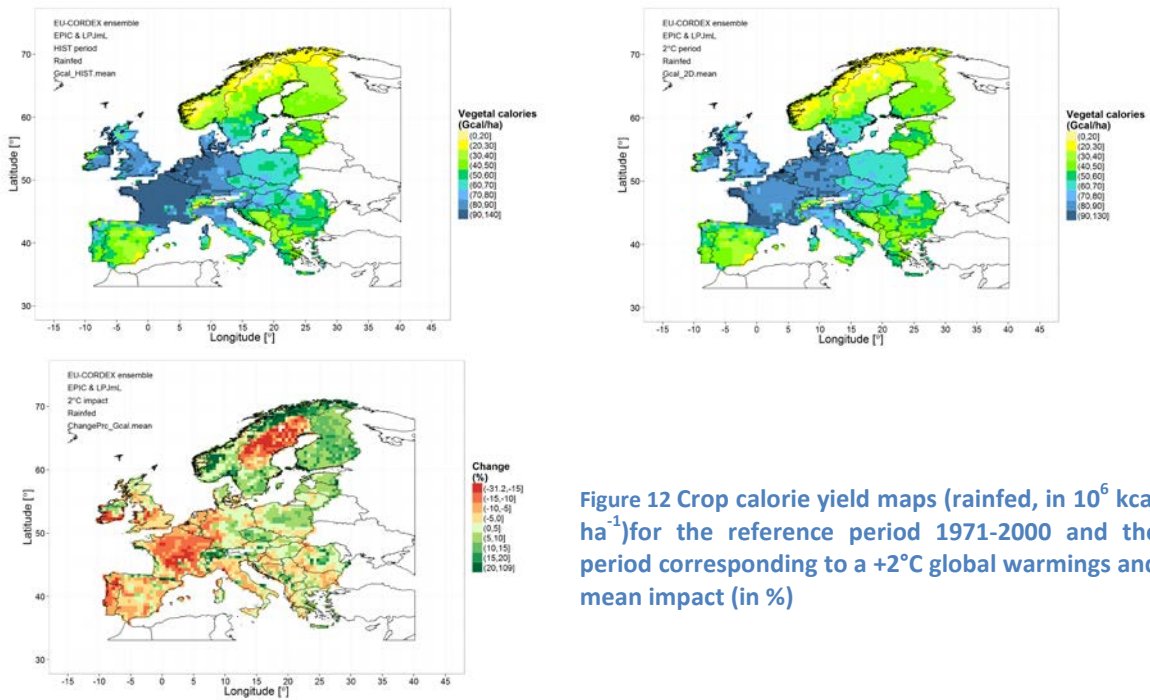 EU-CORDEX ensemble
EPIC & LPJmL
HIST period
Rainfed
Gcal_HIST.mean
70
60
50
40
30
Latitude [°]
-15 -10 -5 0 5 10 15 20 25 30 35 40 45
Longitude [°]
Vegetal calories
(Gcal/ha)
(0,20]
(20,30]
(30,40]
(40,50]
(50,60]
(60,70]
(70,80]
(80,90]
(90,140]
EU-CORDEX ensemble
EPIC & LPJmL
2°C period
Rainfed
Gcal_2D.mean
70
60
50
40
30
Latitude [°]
-15 -10 -5 0 5 10 15 20 25 30 35 40 45
Longitude [°]
Vegetal calories
(Gcal/ha)
(0,20]
(20,30]
(30,40]
(40,50]
(50,60]
(60,70]
(70,80]
(80,90]
(90,130]
EU-CORDEX ensemble
EPIC & LPJmL
2°C impact
Rainfed
ChangePrc_Gcal.mean
70
60
50
40
30
Latitude [°]
-15 -10 -5 0 5 10 15 20 25 30 35 40 45
Longitude [°]
Change
(%)
(-31.2,-15]
(-15,-10]
(-10,-5]
(-5,0]
(0,5]
(5,10]
(10,15]
(15,20]
(20,109]
Figure 12 Crop calorie yield maps (rainfed, in 10⁶ kca
ha⁻¹)for the reference period 1971-2000 and the
period corresponding to a +2°C global warmings and
mean impact (in %)